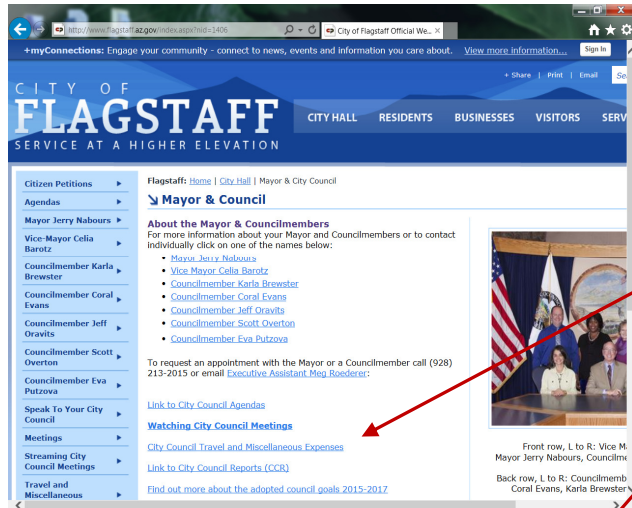 http://www.flagstaff.az.gov/index.aspx?nid=1406
City of Flagstaff Official We...
+myConnections: Engage your community - connect to news, events and information you care about. View more information... Sign In
+ Share | Print | Email Sea
CITY OF
FLAGSTAFF
SERVICE AT A HIGHER ELEVATION
CITY HALL RESIDENTS BUSINESSES VISITORS SERV
Citizen Petitions
Agendas
Mayor Jerry Nabours
Vice-Mayor Celia
Barotz
Councilmember Karla
Brewster
Councilmember Coral
Evans
Councilmember Jeff
Oravits
Councilmember Scott
Overton
Councilmember Eva
Putzova
Speak To Your City
Council
Meetings
Streaming City
Council Meetings
Travel and
Miscellaneous
Flagstaff: Home | City Hall | Mayor & City Council
Mayor & Council
About the Mayor & Councilmembers
For more information about your Mayor and Councilmembers or to contact
individually click on one of the names below:
• Mayor Jerry Nabours
• Vice Mayor Celia Barotz
• Councilmember Karla Brewster
• Councilmember Coral Evans
• Councilmember Jeff Oravits
• Councilmember Scott Overton
• Councilmember Eva Putzova
To request an appointment with the Mayor or a Councilmember call (928)
213-2015 or email Executive Assistant Meg Roederer:
Link to City Council Agendas
Watching City Council Meetings
City Council Travel and Miscellaneous Expenses
Link to City Council Reports (CCR)
Find out more about the adopted council goals 2015-2017
Front row, L to R: Vice Ma
Mayor Jerry Nabours, Councilme
Back row, L to R: Councilmemb
Coral Evans, Karla Brewster